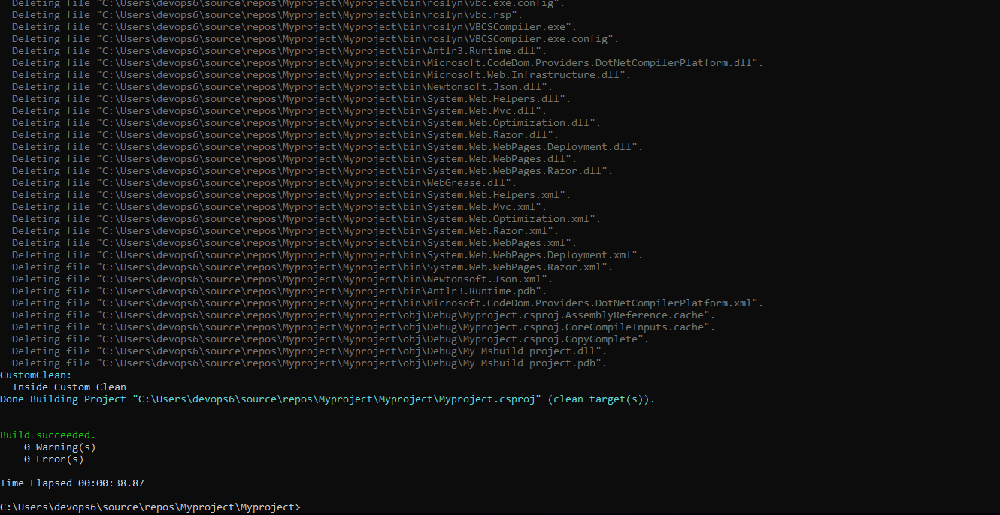 Deleting file "C:\Users\devops6\source\repos\Myproject\Myproject\bin\roslyn\vbc.exe.config".
Deleting file "C:\Users\devops6\source\repos\Myproject\Myproject\bin\roslyn\vbc.rsp".
Deleting file "C:\Users\devops6\source\repos\Myproject\Myproject\bin\roslyn\VBCSCompiler.exe".
Deleting file "C:\Users\devops6\source\repos\Myproject\Myproject\bin\roslyn\VBCSCompiler.exe.config".
Deleting file "C:\Users\devops6\source\repos\Myproject\Myproject\bin\Antlr3.Runtime.dll".
Deleting file "C:\Users\devops6\source\repos\Myproject\Myproject\bin\Microsoft.CodeDom.Providers.DotNetCompilerPlatform.dll".
Deleting file "C:\Users\devops6\source\repos\Myproject\Myproject\bin\Microsoft.Web.Infrastructure.dll".
Deleting file "C:\Users\devops6\source\repos\Myproject\Myproject\bin\Newtonsoft.Json.dll".
Deleting file "C:\Users\devops6\source\repos\Myproject\Myproject\bin\System.Web.Helpers.dll".
Deleting file "C:\Users\devops6\source\repos\Myproject\Myproject\bin\System.Web.Mvc.dll".
Deleting file "C:\Users\devops6\source\repos\Myproject\Myproject\bin\System.Web.Optimization.dll".
Deleting file "C:\Users\devops6\source\repos\Myproject\Myproject\bin\System.Web.Razor.dll".
Deleting file "C:\Users\devops6\source\repos\Myproject\Myproject\bin\System.Web.WebPages.Deployment.dll".
Deleting file "C:\Users\devops6\source\repos\Myproject\Myproject\bin\System.Web.WebPages.dll".
Deleting file "C:\Users\devops6\source\repos\Myproject\Myproject\bin\System.Web.WebPages.Razor.dll".
Deleting file "C:\Users\devops6\source\repos\Myproject\Myproject\bin\WebGrease.dll".
Deleting file "C:\Users\devops6\source\repos\Myproject\Myproject\bin\System.Web.Helpers.xml".
Deleting file "C:\Users\devops6\source\repos\Myproject\Myproject\bin\System.Web.Mvc.xml".
Deleting file "C:\Users\devops6\source\repos\Myproject\Myproject\bin\System.Web.Optimization.xml".
Deleting file "C:\Users\devops6\source\repos\Myproject\Myproject\bin\System.Web.Razor.xml".
Deleting file "C:\Users\devops6\source\repos\Myproject\Myproject\bin\System.Web.WebPages.xml".
Deleting file "C:\Users\devops6\source\repos\Myproject\Myproject\bin\System.Web.WebPages.Deployment.xml".
Deleting file "C:\Users\devops6\source\repos\Myproject\Myproject\bin\System.Web.WebPages.Razor.xml".
Deleting file "C:\Users\devops6\source\repos\Myproject\Myproject\bin\Newtonsoft.Json.xml".
Deleting file "C:\Users\devops6\source\repos\Myproject\Myproject\bin\Antlr3.Runtime.pdb".
Deleting file "C:\Users\devops6\source\repos\Myproject\Myproject\bin\Microsoft.CodeDom.Providers.DotNetCompilerPlatform.xml".
Deleting file "C:\Users\devops6\source\repos\Myproject\Myproject\obj\Debug\Myproject.csproj.AssemblyReference.cache".
Deleting file "C:\Users\devops6\source\repos\Myproject\Myproject\obj\Debug\Myproject.csproj.CoreCompileInputs.cache".
Deleting file "C:\Users\devops6\source\repos\Myproject\Myproject\obj\Debug\Myproject.csproj.CopyComplete".
Deleting file "C:\Users\devops6\source\repos\Myproject\Myproject\obj\Debug\My Msbuild project.dll".
Deleting file "C:\Users\devops6\source\repos\Myproject\Myproject\obj\Debug\My Msbuild project.pdb".
CustomClean:
Inside Custom Clean
Done Building Project "C:\Users\devops6\source\repos\Myproject\Myproject\Myproject.csproj" (clean target(s)).
Build succeeded.
0 Warning(s)
0 Error(s)
Time Elapsed 00:00:38.87
C:\Users\devops6\source\repos\Myproject\Myproject>